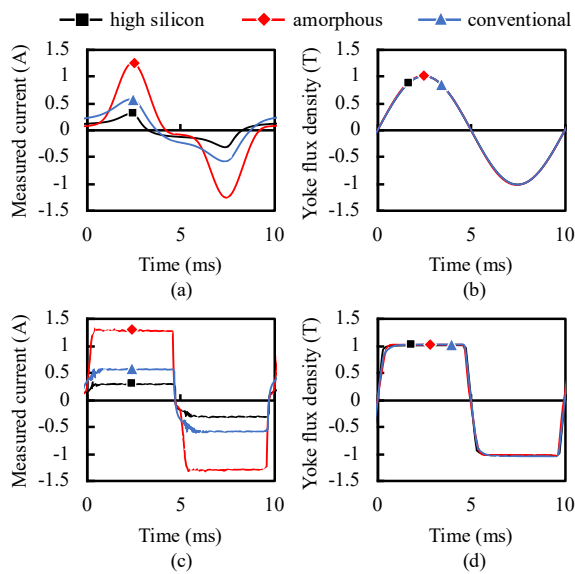 high silicon amorphous conventional
Measured current (A)
1.5
1
0.5
0
-0.5
-1
-1.5
0 5 10
Time (ms)
(a)
Yoke flux density (T)
1.5
1
0.5
0
-0.5
-1
-1.5
0 5 10
Time (ms)
(b)
Measured current (A)
1.5
1
0.5
0
-0.5
-1
-1.5
0 5 10
Time (ms)
(c)
Yoke flux density (T)
1.5
1
0.5
0
-0.5
-1
-1.5
0 5 10
Time (ms)
(d)